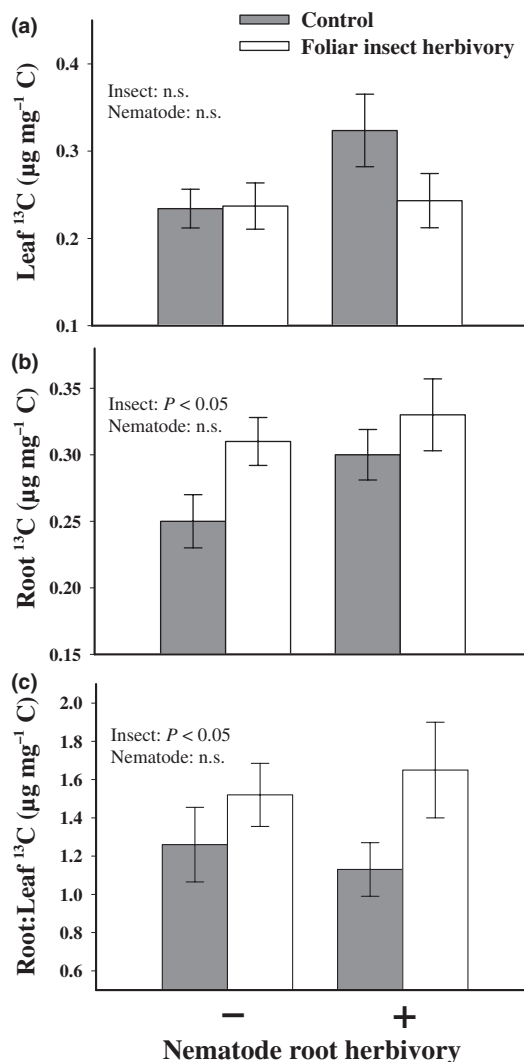 (a)
Control
Foliar insect herbivory
Insect: n.s.
Nematode: n.s.
Leaf ¹³C (µg mg⁻¹ C)
0.4
0.3
0.2
0.1
(b)
Insect: P < 0.05
Nematode: n.s.
Root ¹³C (µg mg⁻¹ C)
0.35
0.30
0.25
0.20
0.15
(c)
Insect: P < 0.05
Nematode: n.s.
Root:Leaf ¹³C (µg mg⁻¹ C)
2.0
1.8
1.6
1.4
1.2
1.0
0.8
0.6
− +
Nematode root herbivory